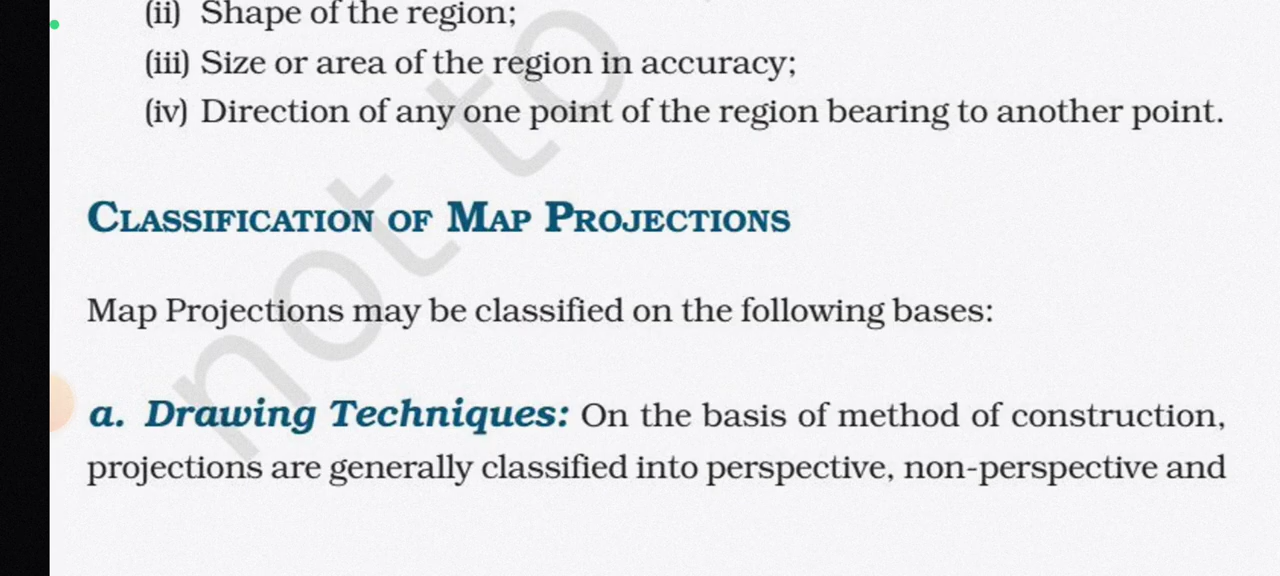 (ii) Shape of the region;
(iii) Size or area of the region in accuracy;
(iv) Direction of any one point of the region bearing to another point.
Classification of Map Projections
Map Projections may be classified on the following bases:
a. Drawing Techniques: On the basis of method of construction,
projections are generally classified into perspective, non-perspective and
not to